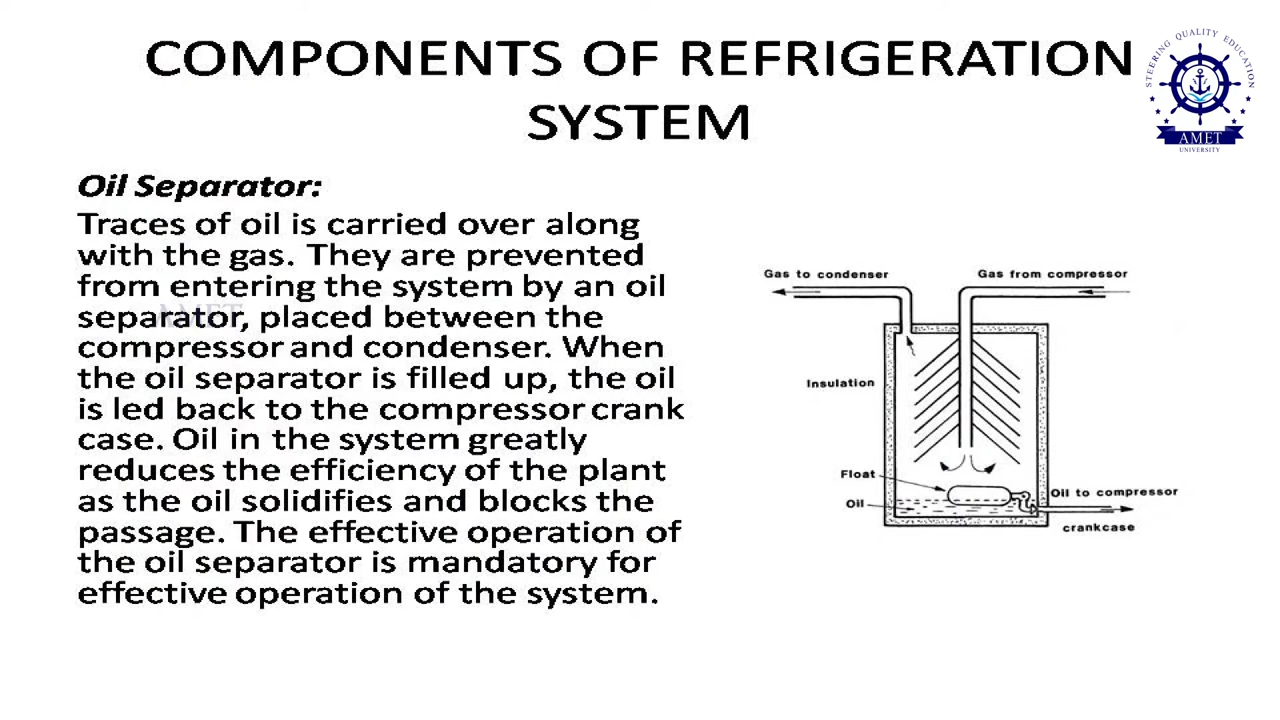 COMPONENTS OF REFRIGERATION
SYSTEM
STEERING QUALITY EDUCATION
AMET
UNIVERSITY
Oil Separator:
Traces of oil is carried over along
with the gas. They are prevented
from entering the system by an oil
separator, placed between the
compressor and condenser. When
the oil separator is filled up, the oil
is led back to the compressor crank
case. Oil in the system greatly
reduces the efficiency of the plant
as the oil solidifies and blocks the
passage. The effective operation of
the oil separator is mandatory for
effective operation of the system.
AMET
Gas to condenser
Gas from compressor
Insulation
Float
Oil
Oil to compressor
crankcase